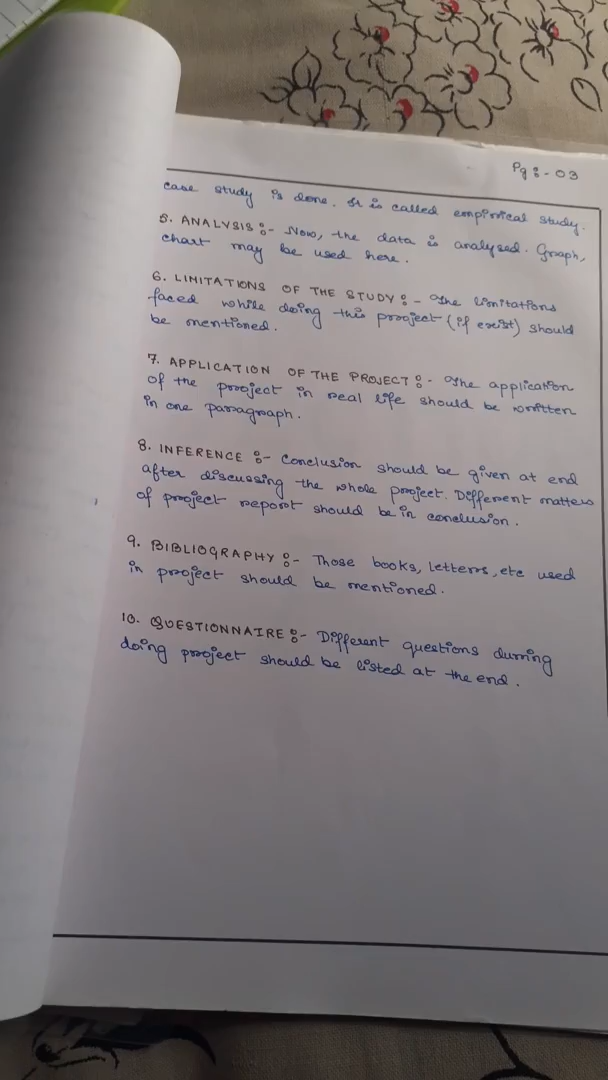 Pg :- 03
case study is done. It is called empirical study.
5. ANALYSIS :- Now, the data is analysed. Graph,
chart may be used here.
6. LIMITATIONS OF THE STUDY :- The limitations
faced while doing this project (if exist) should
be mentioned.
7. APPLICATION OF THE PROJECT :- The application
of the project in real life should be written
in one paragraph.
8. INFERENCE :- Conclusion should be given at end
after discussing the whole project. Different matters
of project report should be in conclusion.
9. BIBLIOGRAPHY :- Those books, letters, etc used
in project should be mentioned.
10. QUESTIONNAIRE :- Different questions during
doing project should be listed at the end.